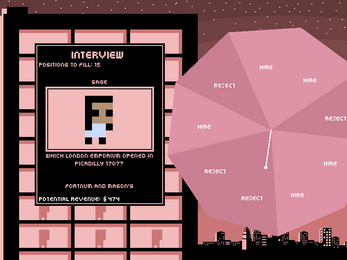 INTERVIEW
POSITIONS TO FILL: 15
SAGE
WHICH LONDON EMPORIUM OPENED IN
PICADILLY 1707?
FORTNUM AND MASON'S
POTENTIAL REVENUE: $474
HIRE
HIRE
REJECT
REJECT
HIRE
HIRE
REJECT
HIRE
REJECT